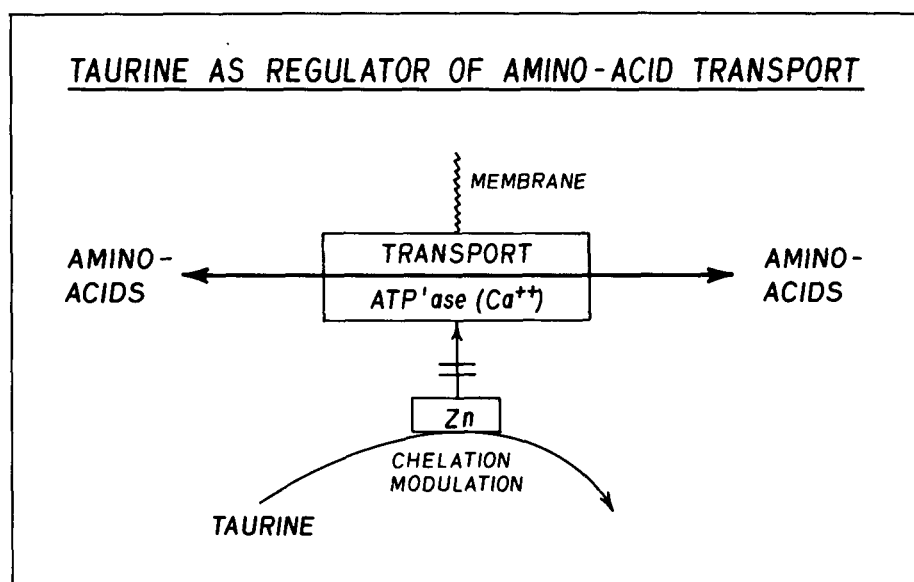 TAURINE AS REGULATOR OF AMINO-ACID TRANSPORT
MEMBRANE
AMINO-
ACIDS
TRANSPORT
ATP'ase (Ca++)
AMINO-
ACIDS
Zn
CHELATION
MODULATION
TAURINE